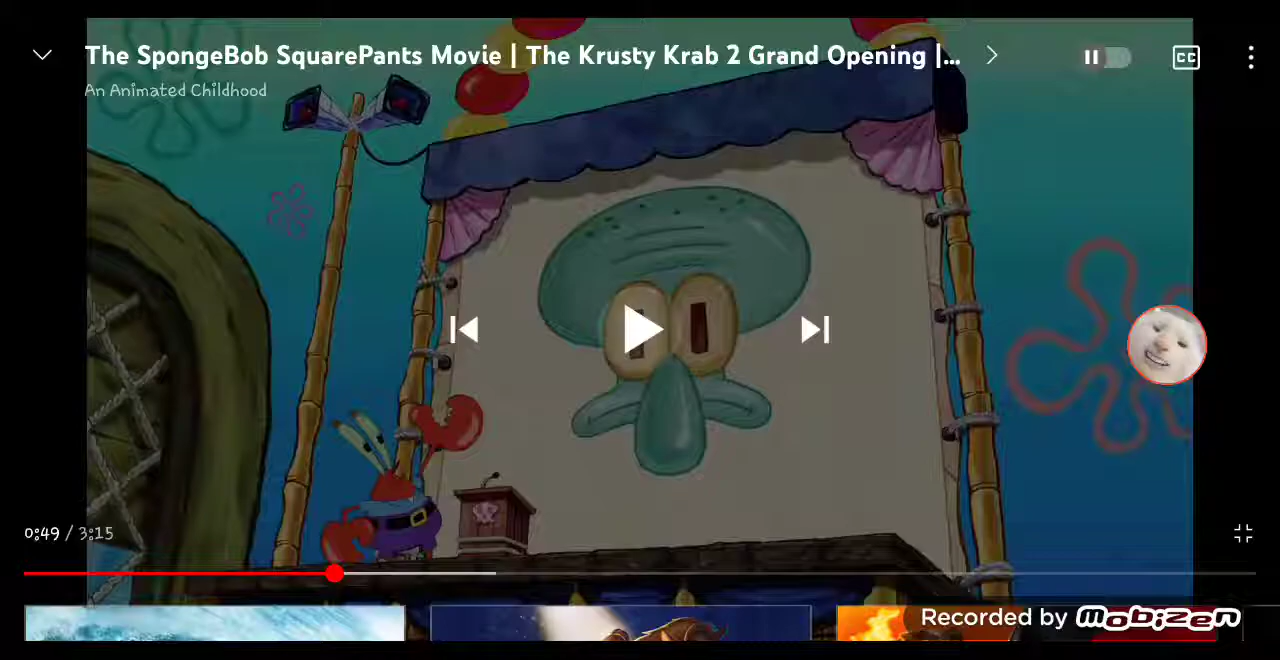 The SpongeBob SquarePants Movie | The Krusty Krab 2 Grand Opening |...
CC
An Animated Childhood
0:49 / 3:15
Recorded by Mobizen